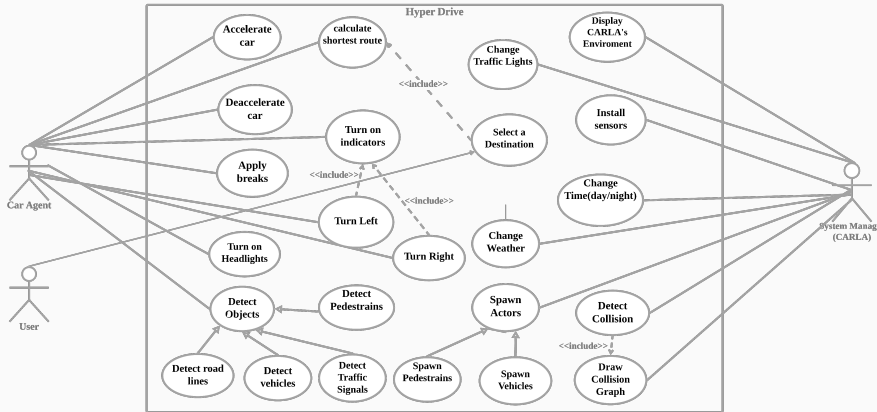 Hyper Drive
Accelerate
car
calculate
shortest route
Display
CARLA's
Enviroment
Change
Traffic Lights
<<include>>
Deaccelerate
car
Turn on
indicators
Select a
Destination
Install
sensors
Apply
breaks
<<include>>
<<include>>
Change
Time(day/night)
Car Agent
Turn Left
Turn on
Headlights
Turn Right
Change
Weather
System Manag
(CARLA)
User
Detect
Objects
Detect
Pedestrains
Spawn
Actors
Detect
Collision
<<include>>
Detect road
lines
Detect
vehicles
Detect
Traffic
Signals
Spawn
Pedestrains
Spawn
Vehicles
Draw
Collision
Graph